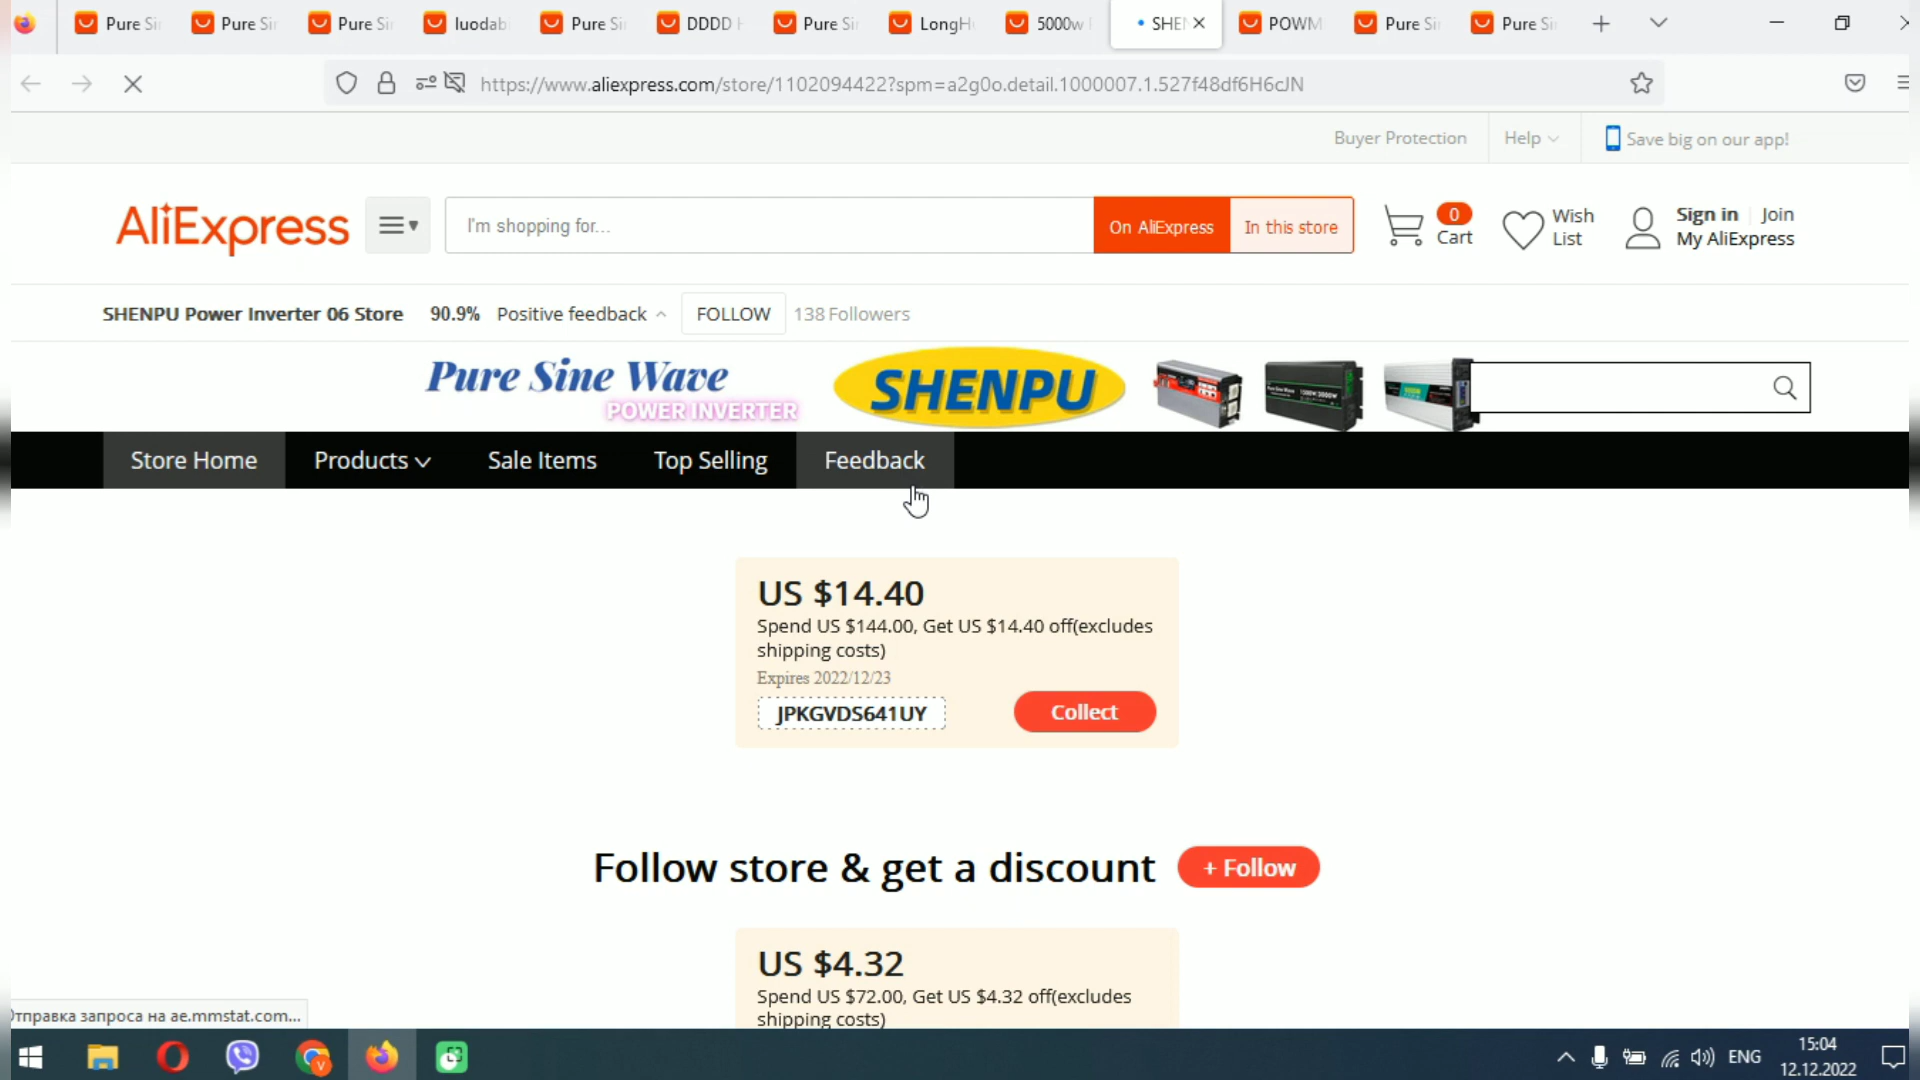 Pure Si
Pure Si
Pure Si
luodab
Pure Si
DDDD
Pure Si
LongH
5000w
SHE
POWM
Pure Si
Pure Si
https://www.aliexpress.com/store/1102094422?spm=a2g0o.detail.1000007.1.527f48df6H6cJN
Buyer Protection
Help
Save big on our app!
AliExpress
I'm shopping for...
On AliExpress
In this store
0
Cart
Wish
List
Sign in
Join
My AliExpress
SHENPU Power Inverter 06 Store
90.9%
Positive feedback
FOLLOW
138 Followers
Pure Sine Wave
POWER INVERTER
SHENPU
Store Home
Products
Sale Items
Top Selling
Feedback
US $14.40
Spend US $144.00, Get US $14.40 off(excludes
shipping costs)
Expires 2022/12/23
JPKGVDS641UY
Collect
Follow store & get a discount
+ Follow
US $4.32
Spend US $72.00, Get US $4.32 off(excludes
shipping costs)
Отправка запроса на ae.mmstat.com...
ENG
15:04
12.12.2022